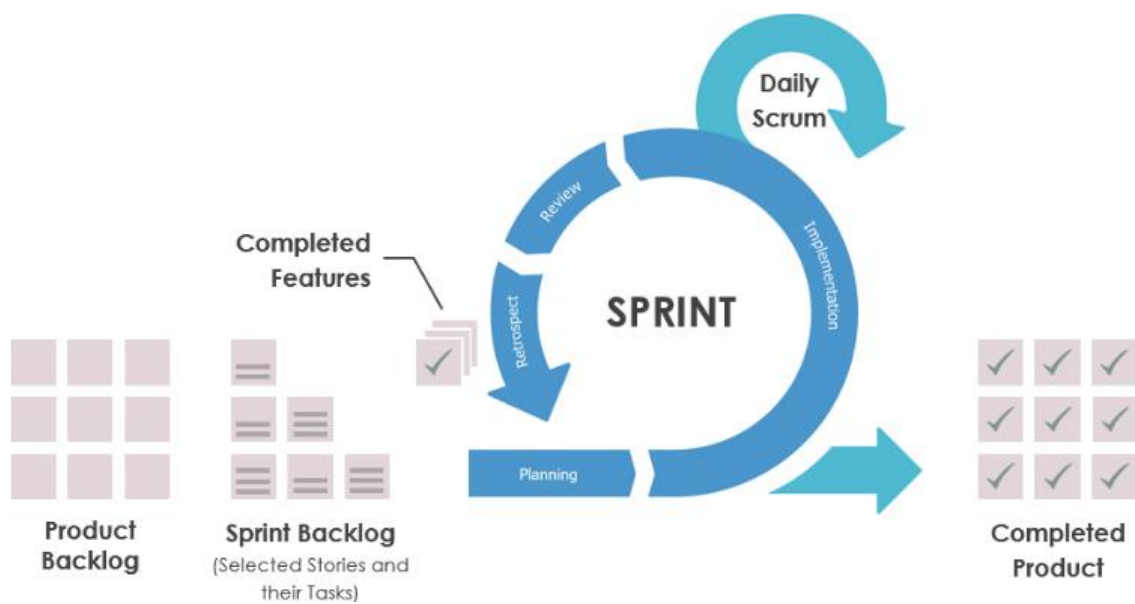 Daily
Scrum
Review
Implementation
Completed
Features
SPRINT
Retrospect
Planning
Product
Backlog
Sprint Backlog
(Selected Stories and
their Tasks)
Completed
Product